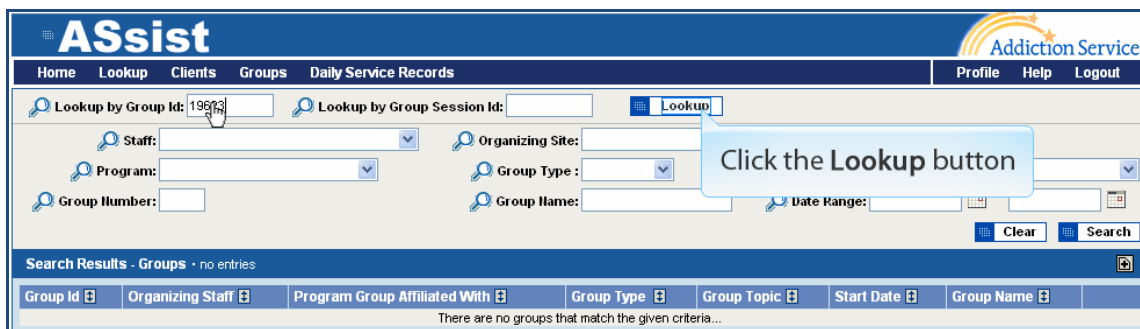 ASsist
Addiction Service
Home Lookup Clients Groups Daily Service Records Profile Help Logout
Lookup by Group Id: Lookup by Group Session Id: Lookup
Staff: Organizing Site:
Click the Lookup button
Program: Group Type :
Group Number: Group Name: Date Range:
Clear Search
Search Results - Groups · no entries
Group Id Organizing Staff Program Group Affiliated With Group Type Group Topic Start Date Group Name
There are no groups that match the given criteria...